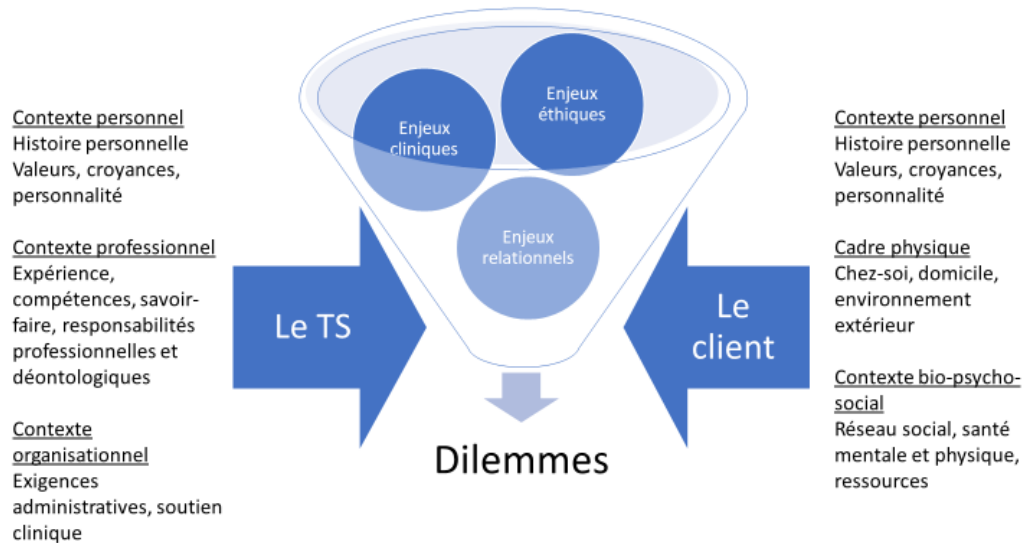 Contexte personnel
Histoire personnelle
Valeurs, croyances,
personnalité
Contexte professionnel
Expérience,
compétences, savoir-
faire, responsabilités
professionnelles et
déontologiques
Contexte
organisationnel
Exigences
administratives, soutien
clinique
Le TS
Enjeux
cliniques
Enjeux
éthiques
Enjeux
relationnels
Dilemmes
Le
client
Contexte personnel
Histoire personnelle
Valeurs, croyances,
personnalité
Cadre physique
Chez-soi, domicile,
environnement
extérieur
Contexte bio-psycho-
social
Réseau social, santé
mentale et physique,
ressources